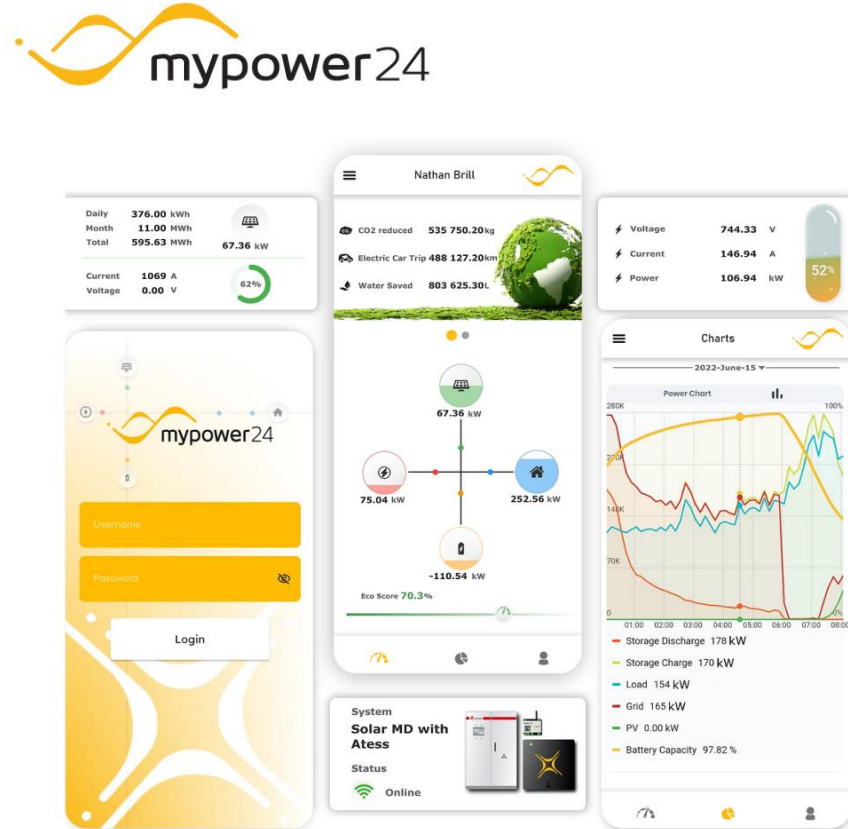 mypower24
Daily 376.00 kWh
Month 11.00 MWh
Total 595.63 MWh
67.36 kW
Current 1069 A
Voltage 0.00 V
62%
mypower24
Username
Password
Login
Nathan Brill
CO2 reduced 535 750.20kg
Electric Car Trip 488 127.20km
Water Saved 803 625.30L
67.36 kW
75.04 kW
252.56 kW
-110.54 kW
Eco Score 70.3%
System
Solar MD with
Atess
Status
Online
Voltage 744.33 V
Current 146.94 A
Power 106.94 kW
52%
Charts
2022-June-15
Power Chart
280K 100%
210K
140K
70K
0 0%
01:00 02:00 03:00 04:00 05:00 06:00 07:00 08:00
Storage Discharge 178 kW
Storage Charge 170 kW
Load 154 kW
Grid 165 kW
PV 0.00 kW
Battery Capacity 97.82 %